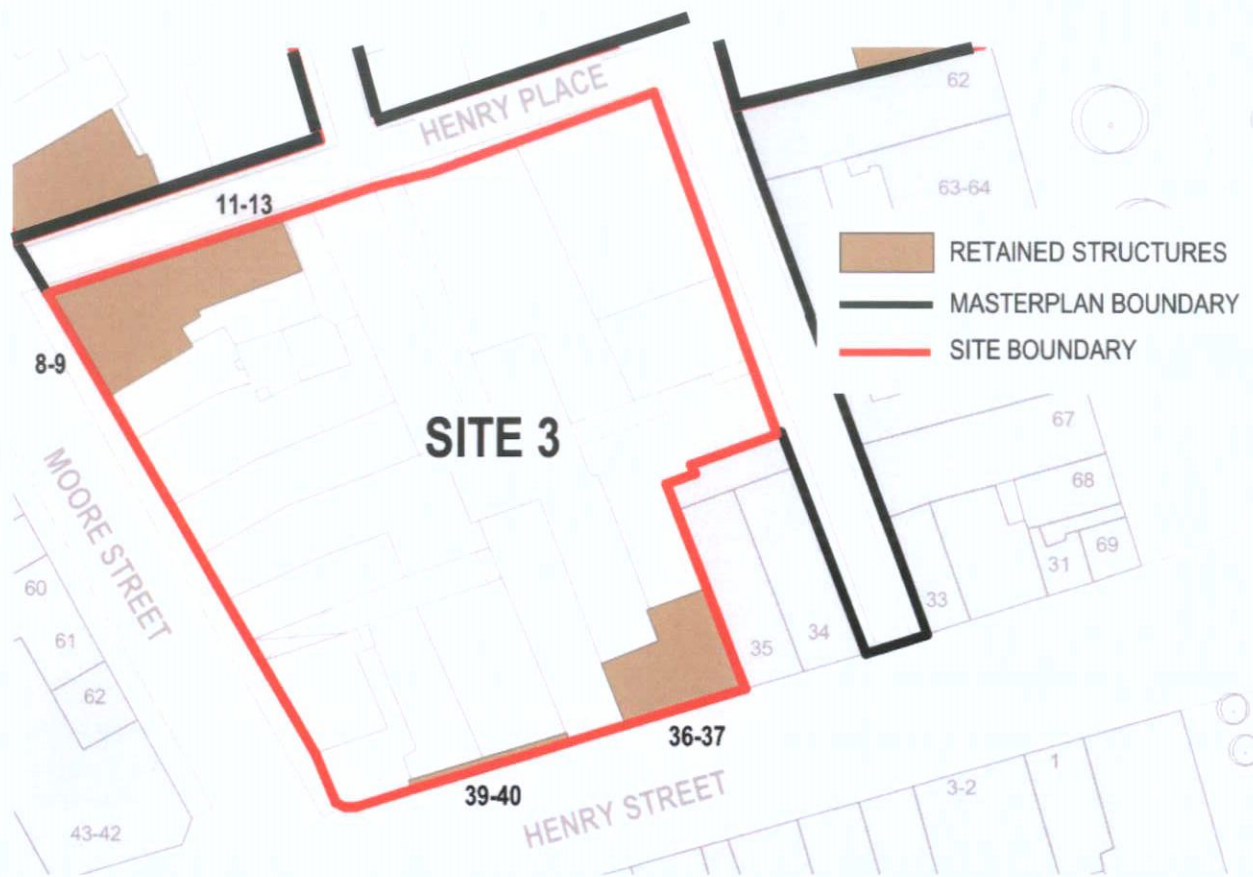 HENRY PLACE
62
63-64
11-13
RETAINED STRUCTURES
MASTERPLAN BOUNDARY
SITE BOUNDARY
8-9
SITE 3
67
MOORE STREET
68
31
69
60
33
61
35
34
62
36-37
39-40
HENRY STREET
1
3-2
43-42